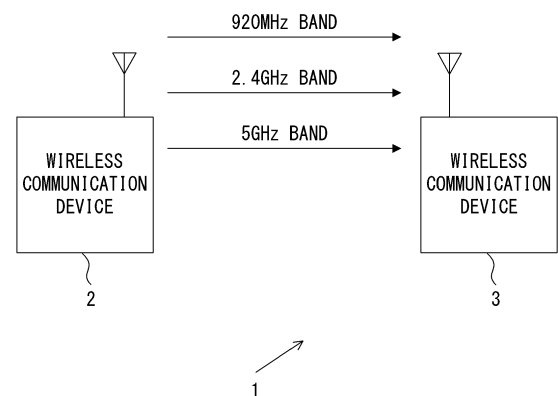 920MHz BAND
2.4GHz BAND
5GHz BAND
WIRELESS
COMMUNICATION
DEVICE
WIRELESS
COMMUNICATION
DEVICE
2
3
1